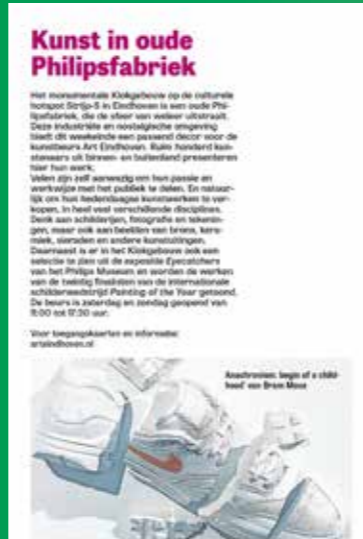 Kunst in oude
Philipsfabriek
Het monumentale Klokgebouw op de culturele
hotspot Strijp-S in Eindhoven is een oude Phi-
lipsfabriek, die de sfeer van weleer uitstraalt.
Deze industriële en nostalgische omgeving
biedt dit weekeinde een passend decor voor de
kunstbeurs Art Eindhoven. Ruim honderd kun-
stenaars uit binnen- en buitenland presenteren
hier hun werk.
Velen zijn zelf aanwezig om hun passie en
werkwijze met het publiek te delen. En natuur-
lijk om hun hedendaagse kunstwerken te ver-
kopen, in heel veel verschillende disciplines.
Denk aan schilderijen, fotografie en tekenin-
gen, maar ook aan beelden van brons, kera-
miek, sieraden en andere kunstuitingen.
Daarnaast is er in het Klokgebouw ook een
selectie te zien uit de expositie Eyecatchers
van het Philips Museum en worden de werken
van de twintig finalisten van de internationale
schilderwedstrijd Painting of the Year getoond.
De beurs is zaterdag en zondag geopend van
11:00 tot 17:30 uur.
Voor toegangskaarten en informatie:
arteindhoven.nl
Anachronism: begin of a child-
hood' van Bram